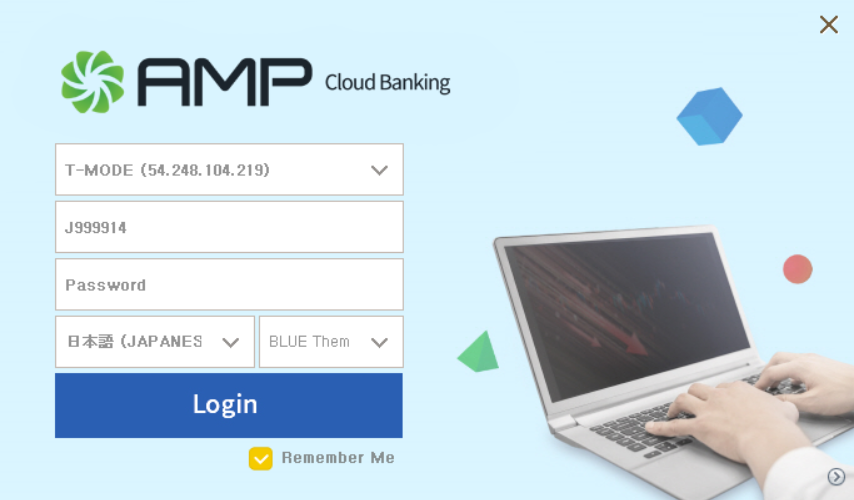 AMP Cloud Banking
T-MODE (54.248.104.219)
J999914
Password
日本語 (JAPANES
BLUE Them
Login
Remember Me